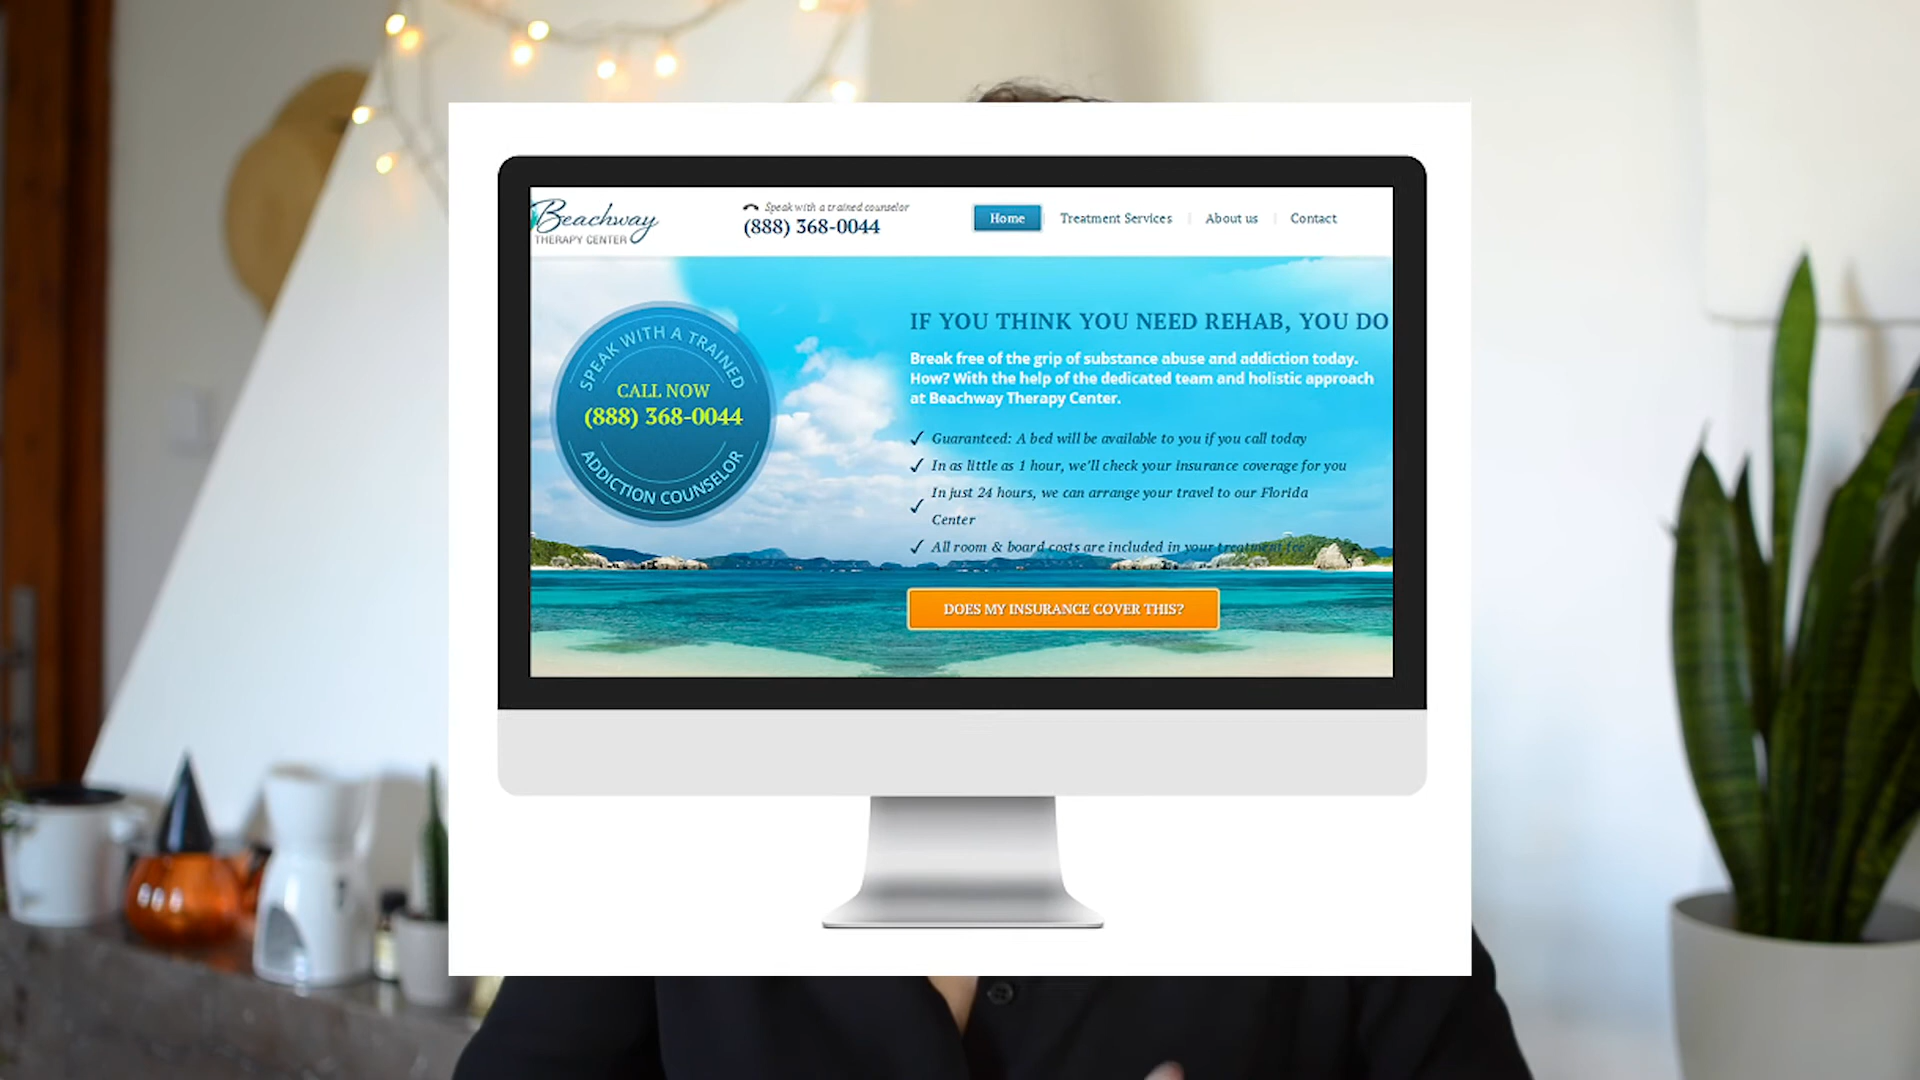 Beachway
THERAPY CENTER
Speak with a trained counselor
(888) 368-0044
Home
Treatment Services
About us
Contact
SPEAK WITH A TRAINED
CALL NOW
(888) 368-0044
ADDICTION COUNSELOR
IF YOU THINK YOU NEED REHAB, YOU DO
Break free of the grip of substance abuse and addiction today.
How? With the help of the dedicated team and holistic approach
at Beachway Therapy Center.
Guaranteed: A bed will be available to you if you call today
In as little as 1 hour, we'll check your insurance coverage for you
In just 24 hours, we can arrange your travel to our Florida
Center
All room & board costs are included in your treatment fee
DOES MY INSURANCE COVER THIS?